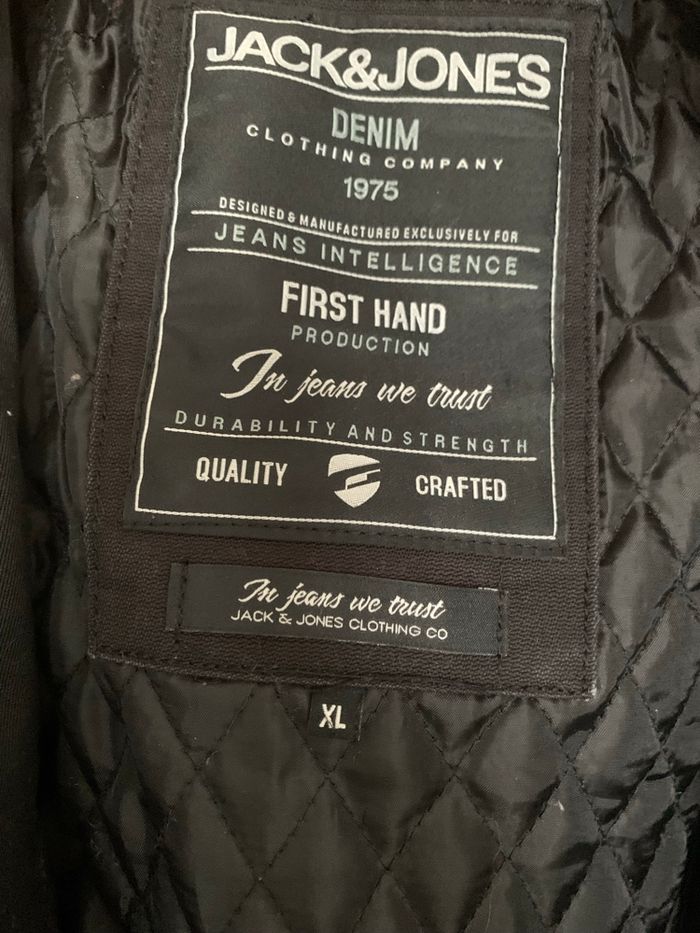 JACK&JONES
DENIM
CLOTHING COMPANY
1975
DESIGNED & MANUFACTURED EXCLUSIVELY FOR
JEANS INTELLIGENCE
FIRST HAND
PRODUCTION
In jeans we trust
DURABILITY AND STRENGTH
QUALITY CRAFTED
In jeans we trust
JACK & JONES CLOTHING CO
XL